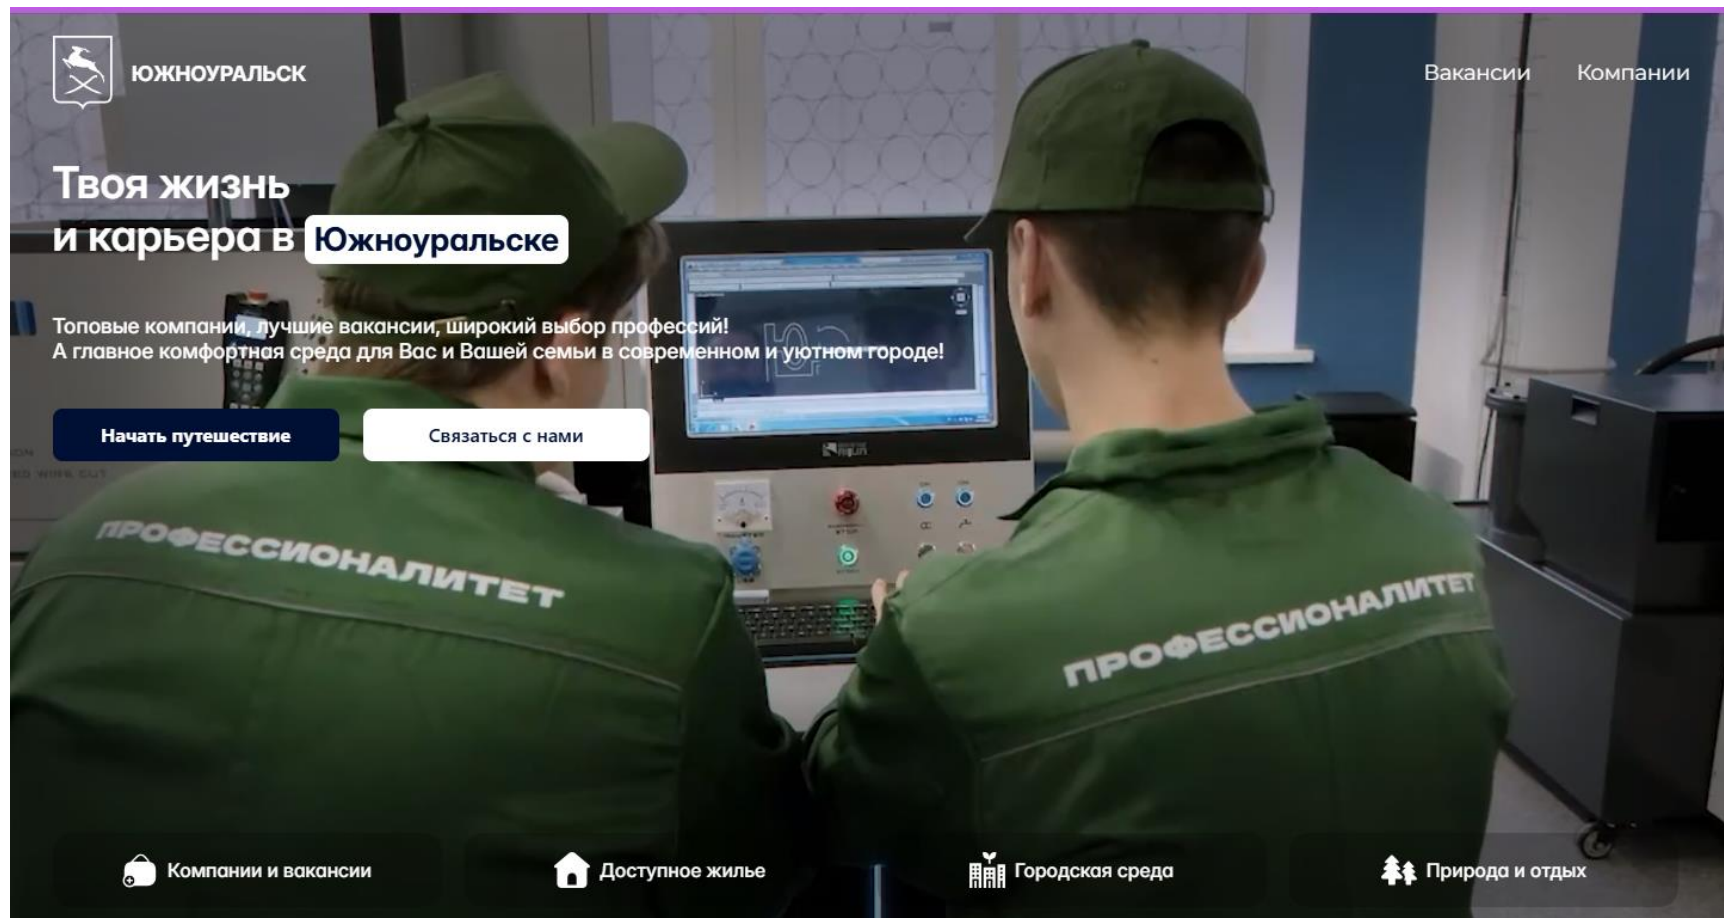 ЮЖНОУРАЛЬСК
Вакансии
Компании
Твоя жизнь
и карьера в Южноуральске
Топовые компании, лучшие вакансии, широкий выбор профессий!
А главное комфортная среда для Вас и Вашей семьи в современном и уютном городе!
Начать путешествие
Связаться с нами
WIRE CUT
ПРОФЕССИОНАЛИТЕТ
ПРОФЕССИОНАЛИТЕТ
Компании и вакансии
Доступное жилье
Городская среда
Природа и отдых